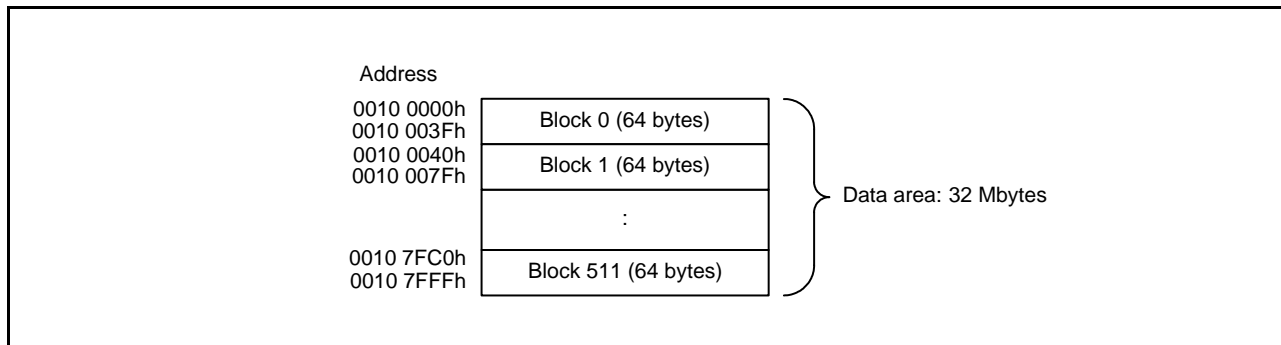 Address
0010 0000h
0010 003Fh
Block 0 (64 bytes)
0010 0040h
0010 007Fh
Block 1 (64 bytes)
:
Data area: 32 Mbytes
0010 7FC0h
0010 7FFFh
Block 511 (64 bytes)